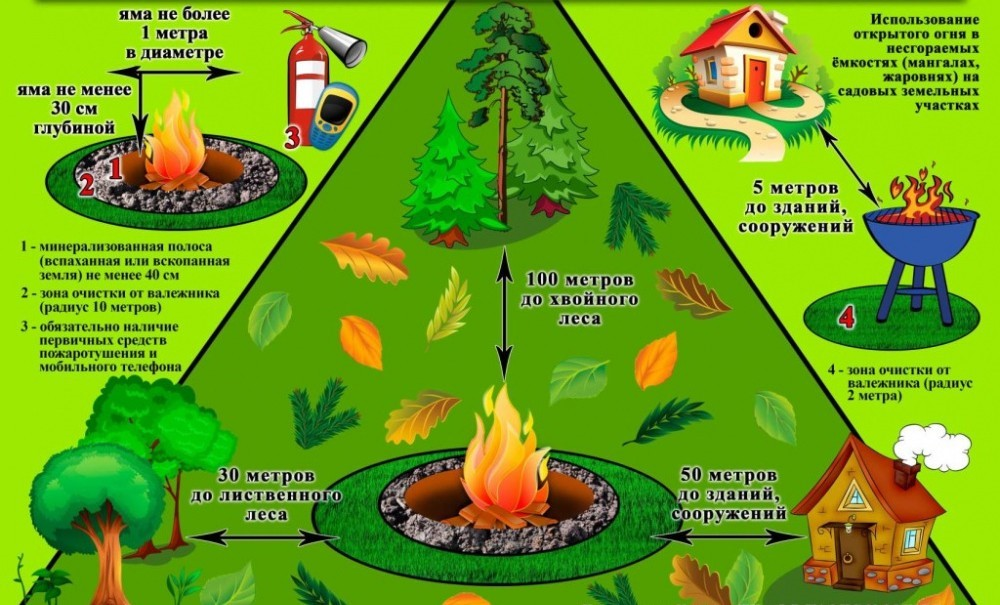 яма не более
1 метра
в диаметре
яма не менее
30 см
глубиной
3
1
2
1 - минерализованная полоса
(вспаханная или вскопанная
земля) не менее 40 см
2 - зона очистки от валежника
(радиус 10 метров)
3 - обязательно наличие
первичных средств
пожаротушения и
мобильного телефона
Использование
открытого огня в
несгораемых
ёмкостях (мангалах,
жаровнях) на
садовых земельных
участках
5 метров
до зданий,
сооружений
4
4 - зона очистки от
валежника (радиус
2 метра)
100 метров
до хвойного
леса
30 метров
до лиственного
леса
50 метров
до зданий,
сооружений